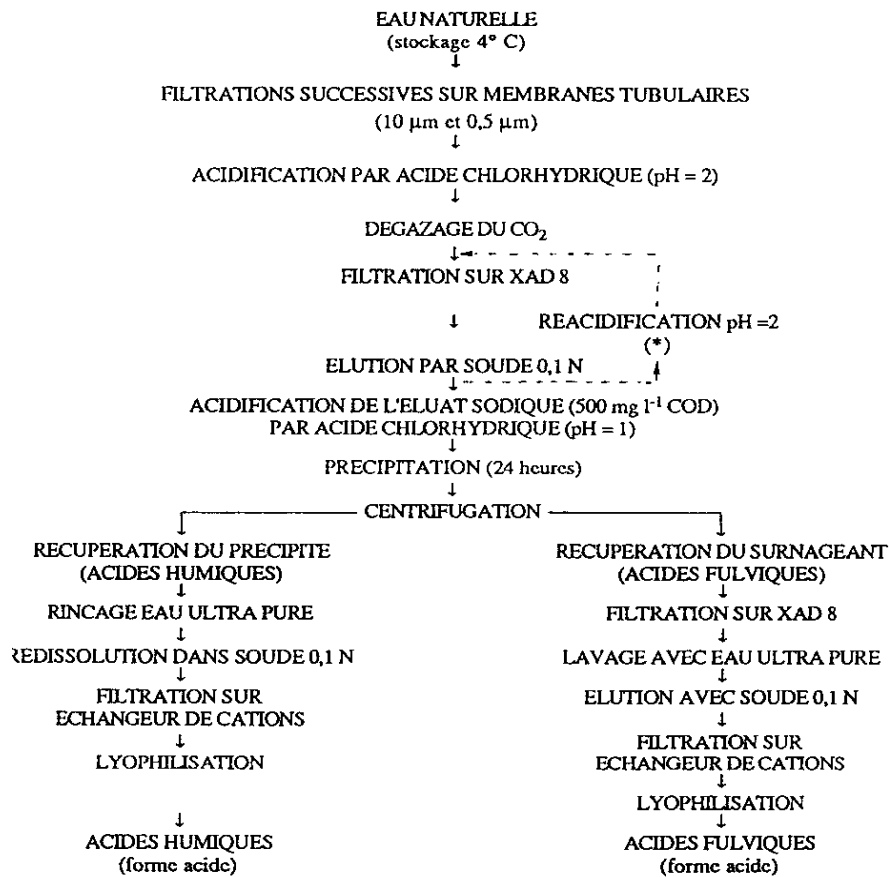 EAU NATURELLE
(stockage 4° C)
↓
FILTRATIONS SUCCESSIVES SUR MEMBRANES TUBULAIRES
(10 µm et 0,5 µm)
↓
ACIDIFICATION PAR ACIDE CHLORHYDRIQUE (pH = 2)
↓
DEGAZAGE DU CO₂
↓
FILTRATION SUR XAD 8
↓
REACIDIFICATION pH =2
(*)
ELUTION PAR SOUDE 0,1 N
↓
ACIDIFICATION DE L'ELUAT SODIQUE (500 mg l⁻¹ COD)
PAR ACIDE CHLORHYDRIQUE (pH = 1)
↓
PRECIPITATION (24 heures)
↓
CENTRIFUGATION
↓
RECUPERATION DU PRECIPITE
(ACIDES HUMIQUES)
↓
RINCAGE EAU ULTRA PURE
↓
REDISSOLUTION DANS SOUDE 0,1 N
↓
FILTRATION SUR
ECHANGEUR DE CATIONS
↓
LYOPHILISATION
↓
ACIDES HUMIQUES
(forme acide)
↓
RECUPERATION DU SURNAGEANT
(ACIDES FULVIQUES)
↓
FILTRATION SUR XAD 8
↓
LAVAGE AVEC EAU ULTRA PURE
↓
ELUTION AVEC SOUDE 0,1 N
↓
FILTRATION SUR
ECHANGEUR DE CATIONS
↓
LYOPHILISATION
↓
ACIDES FULVIQUES
(forme acide)